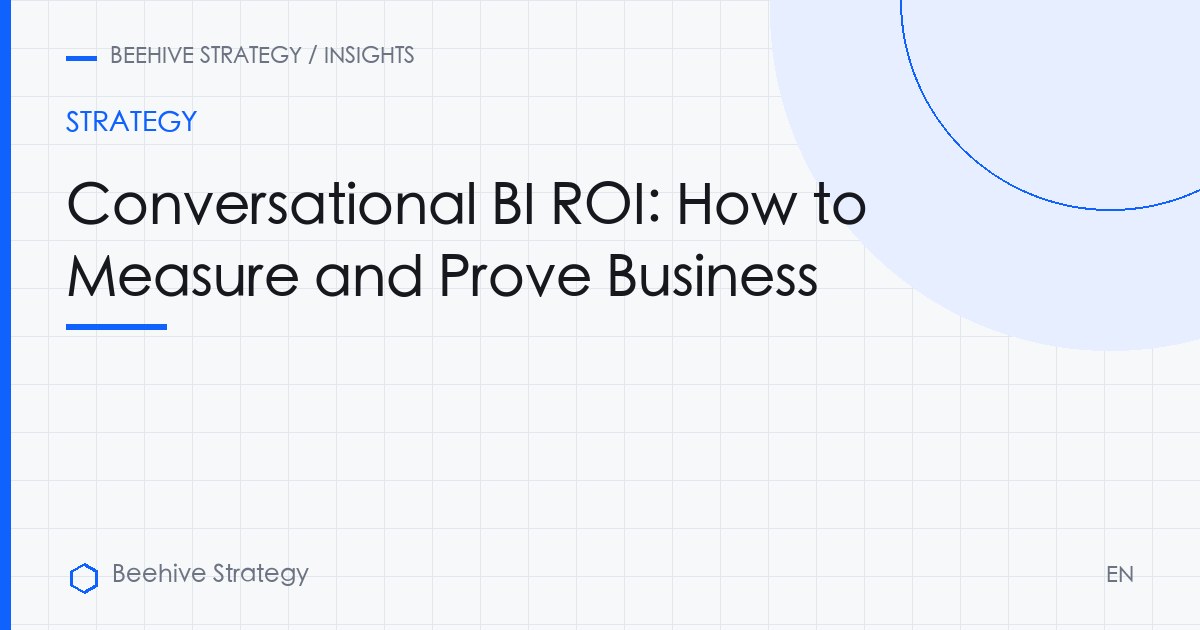 BEEHIVE STRATEGY / INSIGHTS
STRATEGY
Conversational BI ROI: How to
Measure and Prove Business
Beehive Strategy
EN